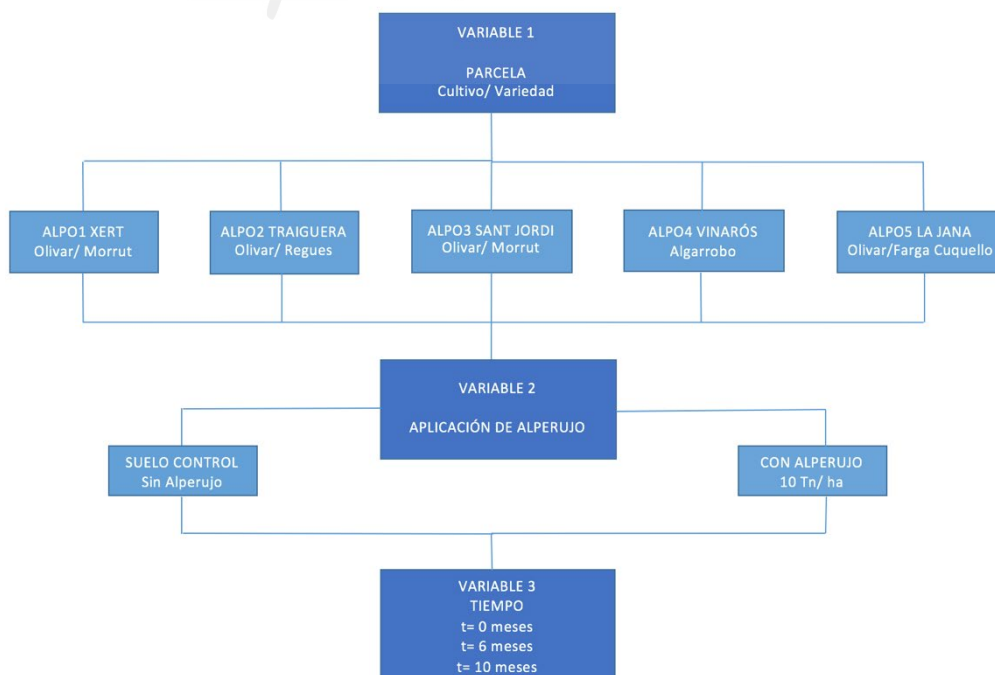 VARIABLE 1
PARCELA
Cultivo/ Variedad
ALPO1 XERT
Olivar/ Morrut
ALPO2 TRAIGUERA
Olivar/ Regues
ALPO3 SANT JORDI
Olivar/ Morrut
ALPO4 VINARÓS
Algarrobo
ALPO5 LA JANA
Olivar/Farga Cuquello
VARIABLE 2
APLICACIÓN DE ALPERUJO
SUELO CONTROL
Sin Alperujo
CON ALPERUJO
10 Tn/ ha
VARIABLE 3
TIEMPO
t= 0 meses
t= 6 meses
t= 10 meses